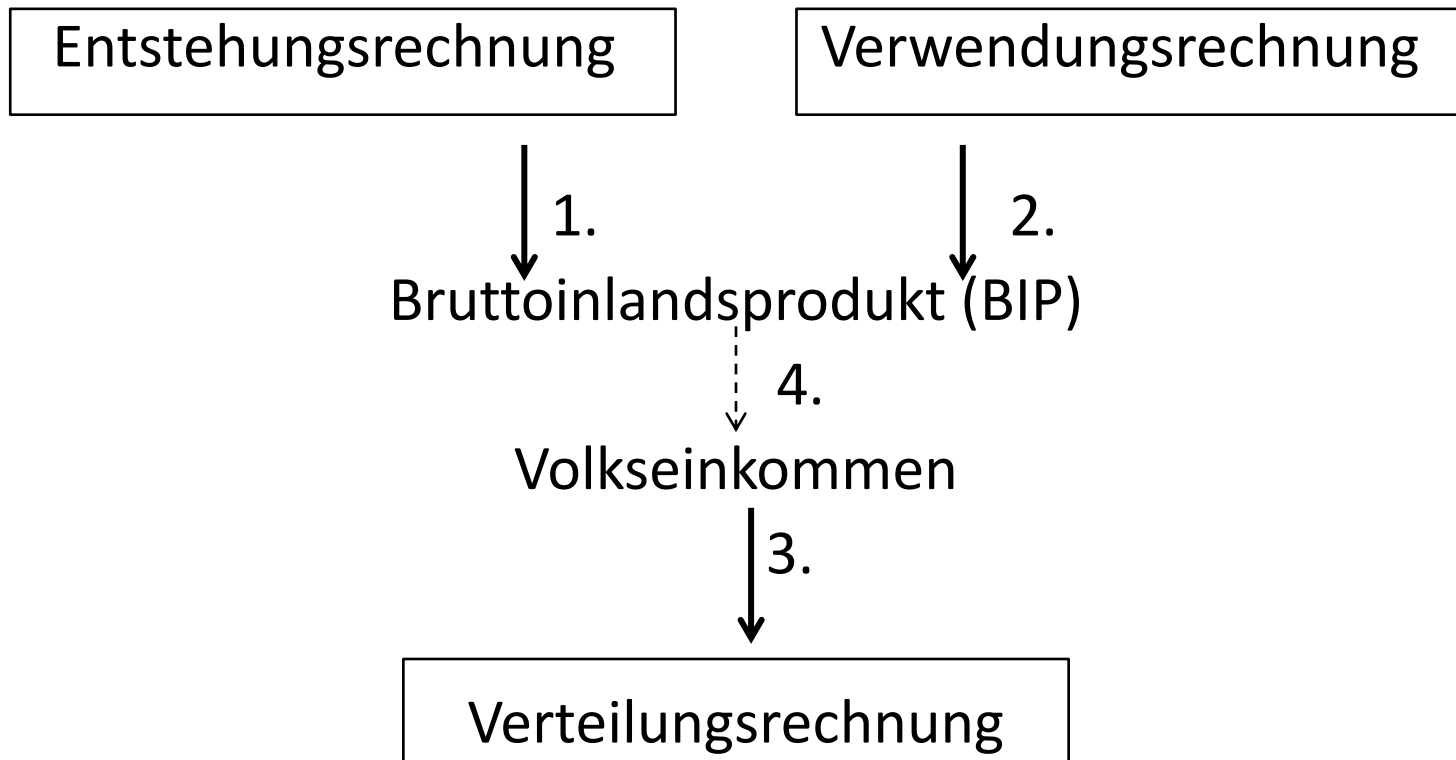 Entstehungsrechnung
Verwendungsrechnung
1.
2.
Bruttoinlandsprodukt (BIP)
4.
Volkseinkommen
3.
Verteilungsrechnung